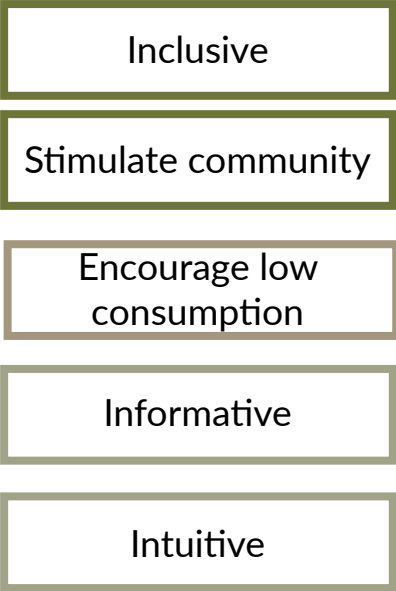 Inclusive
Stimulate community
Encourage low
consumption
Informative
Intuitive